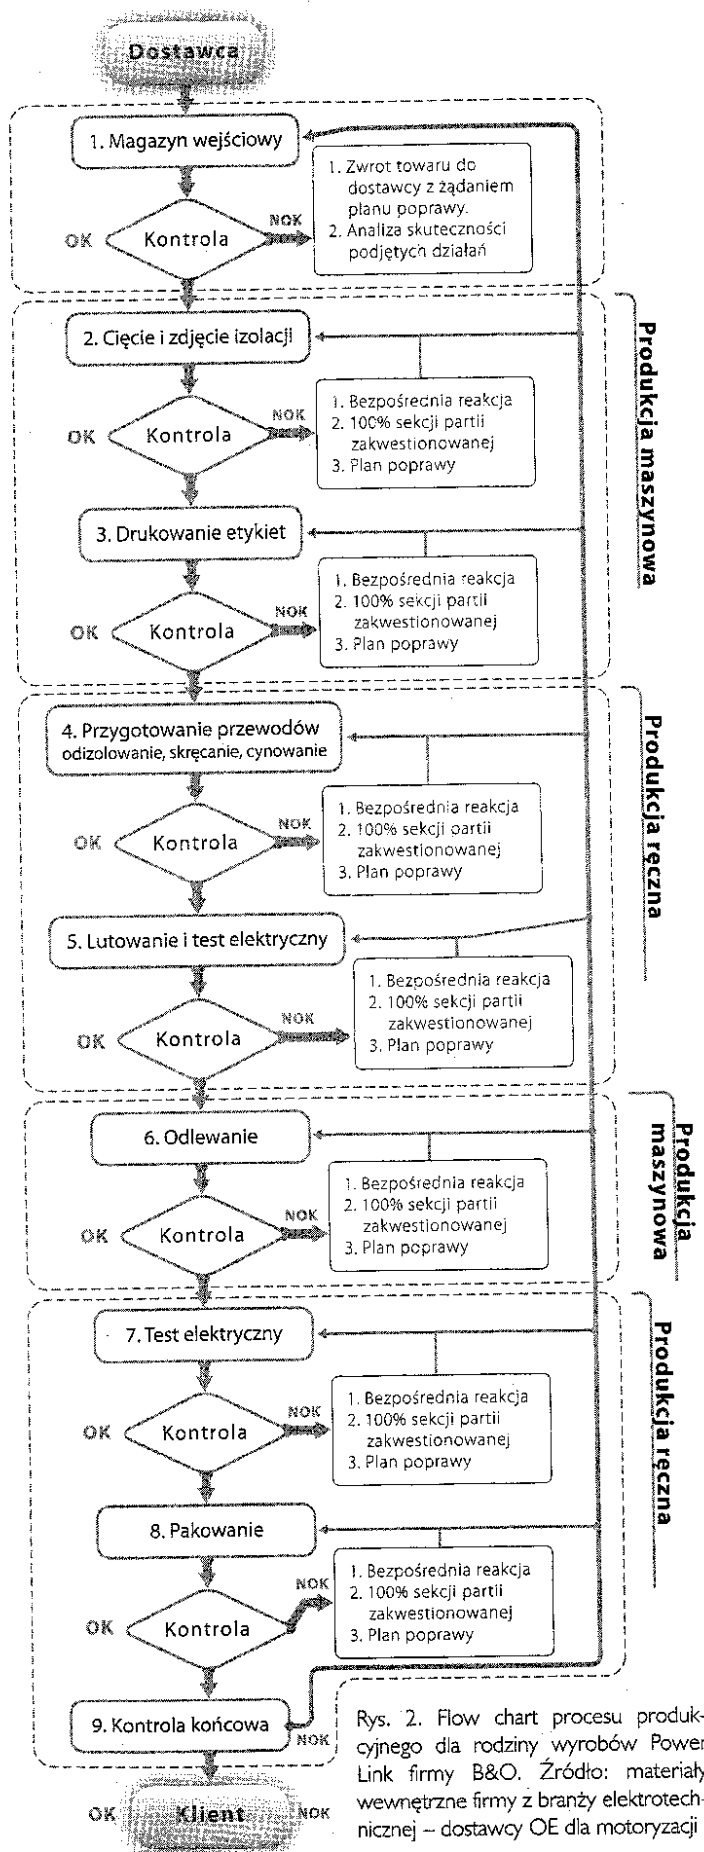 Dostawca
1. Magazyn wejściowy
1. Zwrot towaru do
dostawcy z żądaniem
planu poprawy.
2. Analiza skuteczności
podjętych działań
OK
Kontrola
NOK
2. Cięcie i zdjęcie izolacji
OK
Kontrola
NOK
1. Bezpośrednia reakcja
2. 100% sekcji partii
zakwestionowanej
3. Plan poprawy
3. Drukowanie etykiet
OK
Kontrola
NOK
1. Bezpośrednia reakcja
2. 100% sekcji partii
zakwestionowanej
3. Plan poprawy
Produkcja maszynowa
4. Przygotowanie przewodów
odizolowanie, skręcanie, cynowanie
OK
Kontrola
NOK
1. Bezpośrednia reakcja
2. 100% sekcji partii
zakwestionowanej
3. Plan poprawy
5. Lutowanie i test elektryczny
OK
Kontrola
NOK
1. Bezpośrednia reakcja
2. 100% sekcji partii
zakwestionowanej
3. Plan poprawy
Produkcja ręczna
6. Odlewanie
OK
Kontrola
NOK
1. Bezpośrednia reakcja
2. 100% sekcji partii
zakwestionowanej
3. Plan poprawy
Produkcja
maszynowa
7. Test elektryczny
OK
Kontrola
NOK
1. Bezpośrednia reakcja
2. 100% sekcji partii
zakwestionowanej
3. Plan poprawy
8. Pakowanie
OK
Kontrola
NOK
1. Bezpośrednia reakcja
2. 100% sekcji partii
zakwestionowanej
3. Plan poprawy
Produkcja ręczna
9. Kontrola końcowa
NOK
OK
Klient
NOK
Rys. 2. Flow chart procesu produk-
cyjnego dla rodziny wyrobów Power
Link firmy B&O. Źródło: materiały
wewnętrzne firmy z branży elektrotech-
nicznej – dostawcy OE dla motoryzacji